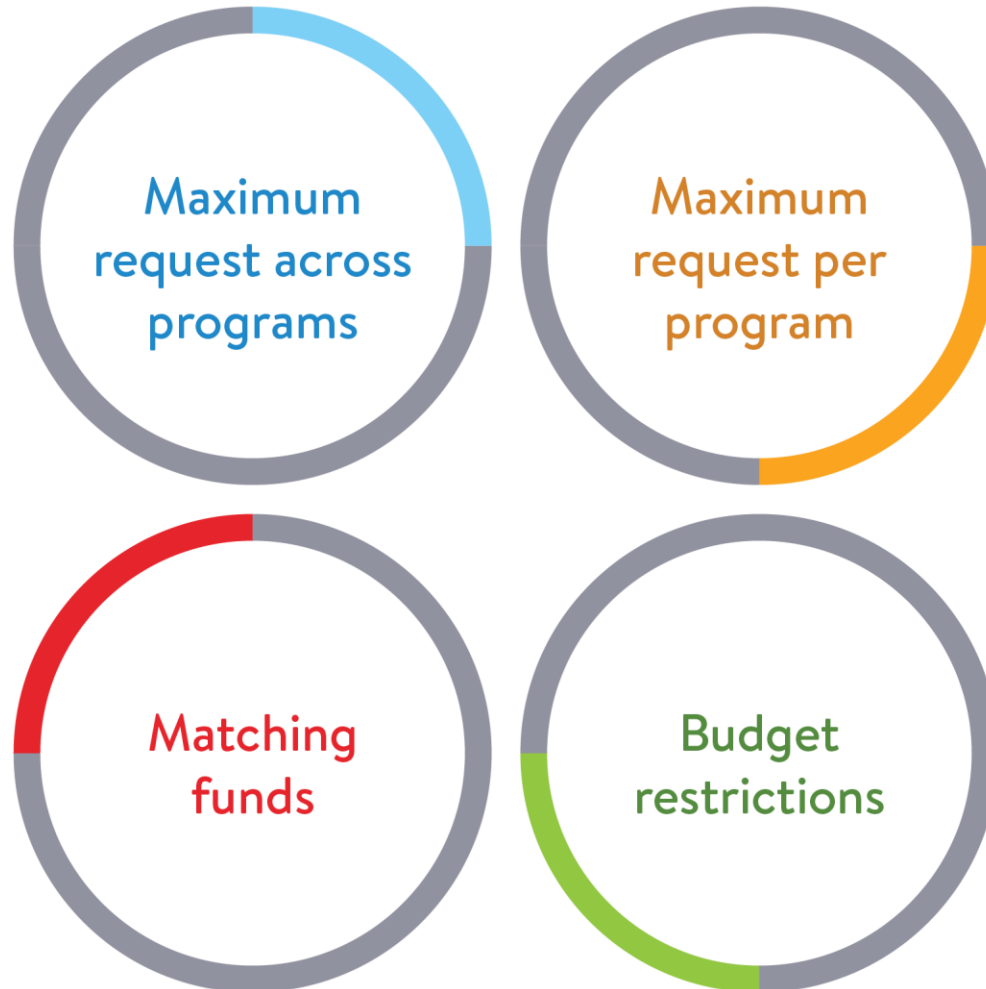 Maximum
request across
programs
Maximum
request per
program
Matching
funds
Budget
restrictions